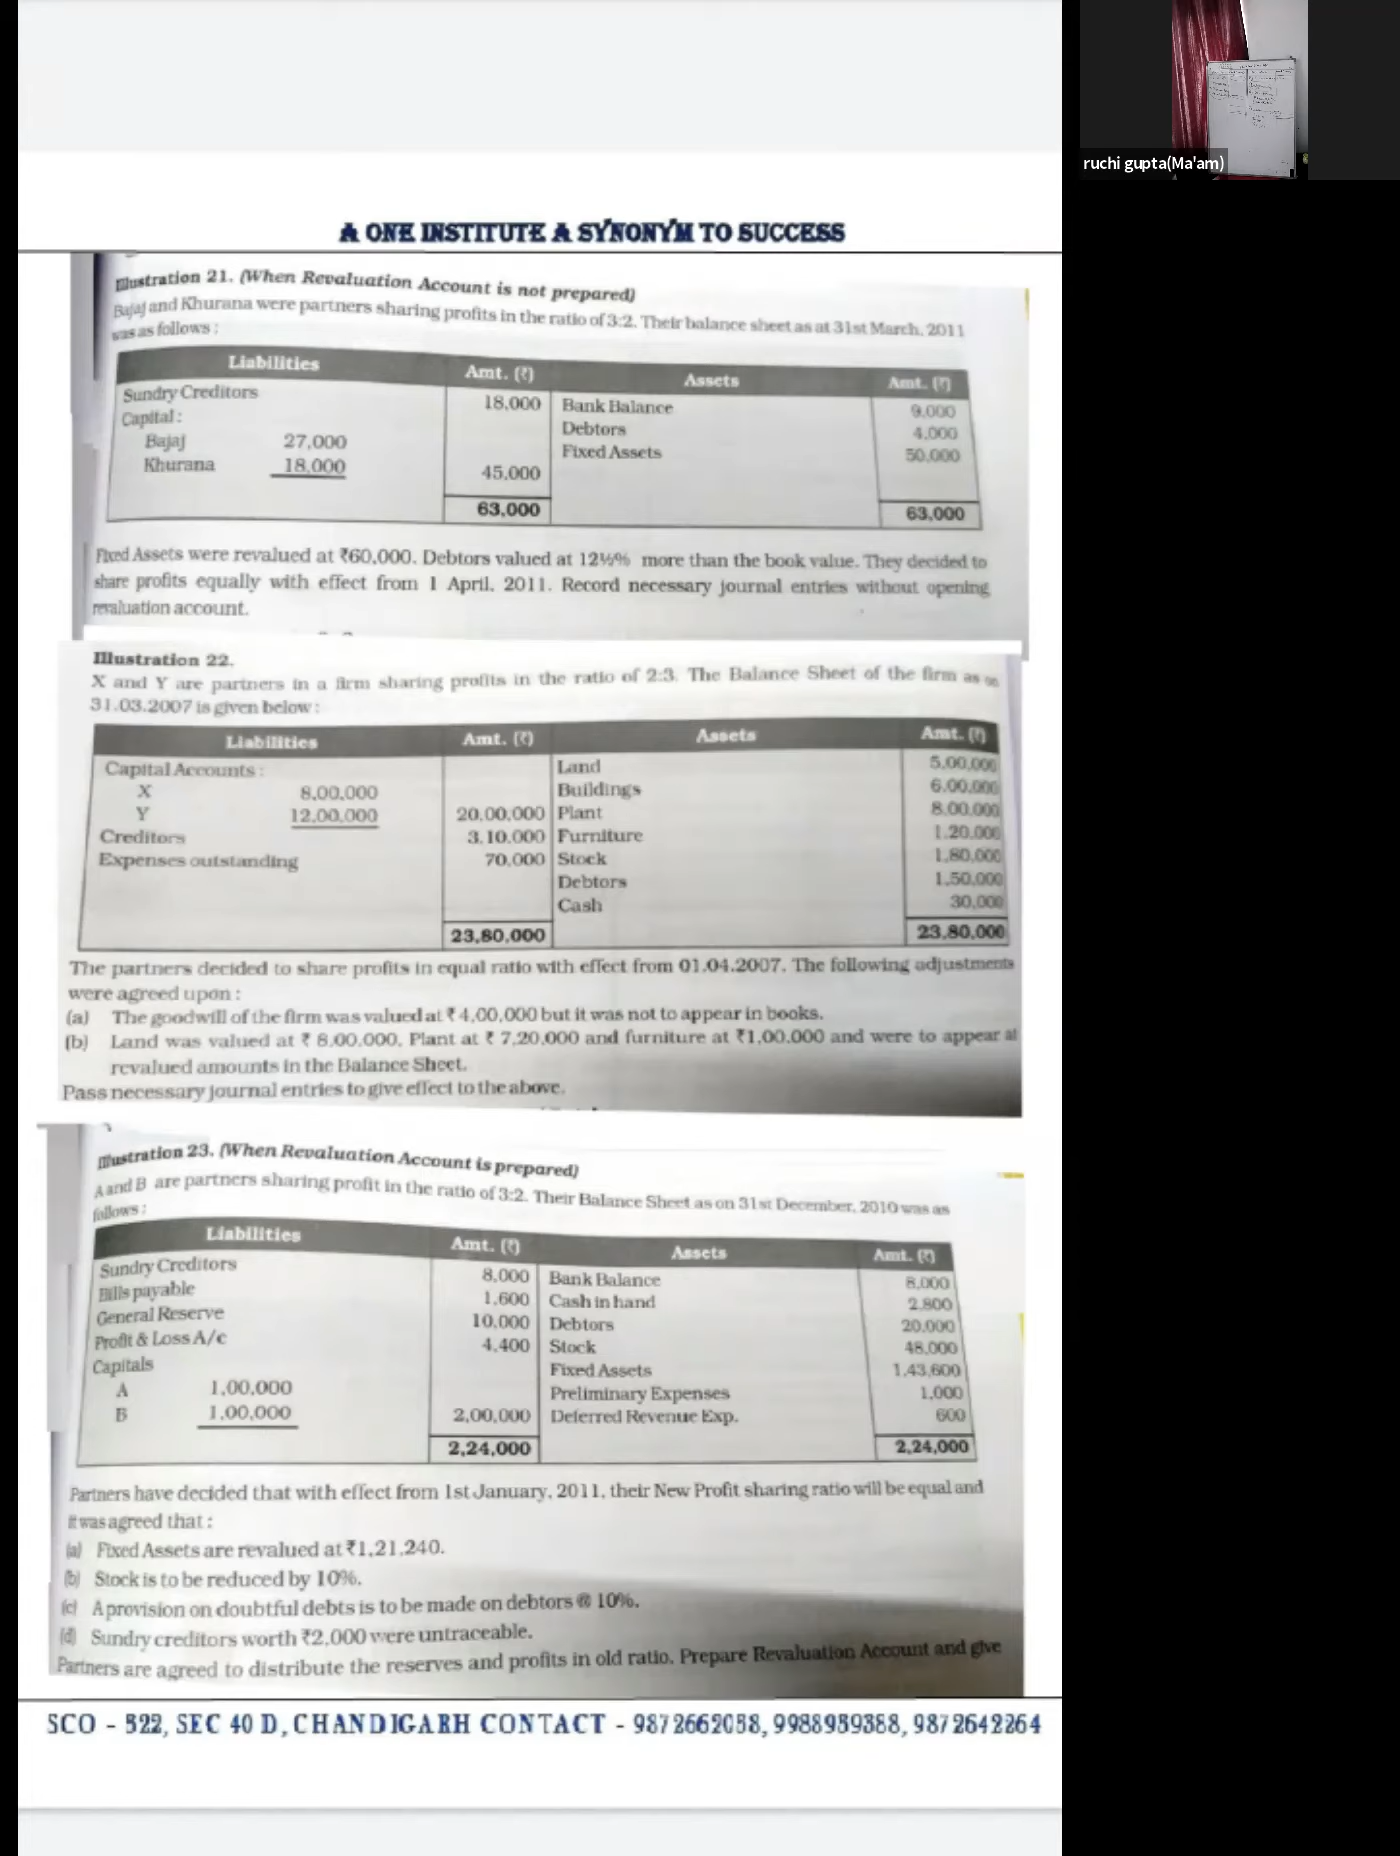 ruchi gupta(Ma'am)
A ONE INSTITUTE A SYNONYM TO SUCCESS
Illustration 21. (When Revaluation Account is not prepared)
Bajaj and Khurana were partners sharing profits in the ratio of 3:2. Their balance sheet as at 31st March, 2011
was as follows :
Liabilities Amt. (₹) Assets Amt. (₹)
Sundry Creditors 18,000 Bank Balance 9,000
Capital : Debtors 4,000
Bajaj 27,000 Fixed Assets 50,000
Khurana 18,000 45,000
63,000 63,000
Fixed Assets were revalued at ₹60,000. Debtors valued at 12½% more than the book value. They decided to
share profits equally with effect from 1 April, 2011. Record necessary journal entries without opening
revaluation account.
Illustration 22.
X and Y are partners in a firm sharing profits in the ratio of 2:3. The Balance Sheet of the firm as on
31.03.2007 is given below :
Liabilities Amt. (₹) Assets Amt. (₹)
Capital Accounts : Land 5,00,000
X 8,00,000 Buildings 6,00,000
Y 12,00,000 20,00,000 Plant 8,00,000
Creditors 3,10,000 Furniture 1,20,000
Expenses outstanding 70,000 Stock 1,80,000
Debtors 1,50,000
Cash 30,000
23,80,000 23,80,000
The partners decided to share profits in equal ratio with effect from 01.04.2007. The following adjustments
were agreed upon :
(a) The goodwill of the firm was valued at ₹ 4,00,000 but it was not to appear in books.
(b) Land was valued at ₹ 8,00,000, Plant at ₹ 7,20,000 and furniture at ₹1,00,000 and were to appear at
revalued amounts in the Balance Sheet.
Pass necessary journal entries to give effect to the above.
Illustration 23. (When Revaluation Account is prepared)
A and B are partners sharing profit in the ratio of 3:2. Their Balance Sheet as on 31st December, 2010 was as
follows :
Liabilities Amt. (₹) Assets Amt. (₹)
Sundry Creditors 8,000 Bank Balance 8,000
Bills payable 1,600 Cash in hand 2,800
General Reserve 10,000 Debtors 20,000
Profit & Loss A/c 4,400 Stock 48,000
Capitals Fixed Assets 1,43,600
A 1,00,000 Preliminary Expenses 1,000
B 1,00,000 2,00,000 Deferred Revenue Exp. 600
2,24,000 2,24,000
Partners have decided that with effect from 1st January, 2011, their New Profit sharing ratio will be equal and
it was agreed that :
(a) Fixed Assets are revalued at ₹1,21,240.
(b) Stock is to be reduced by 10%.
(c) A provision on doubtful debts is to be made on debtors @ 10%.
(d) Sundry creditors worth ₹2,000 were untraceable.
Partners are agreed to distribute the reserves and profits in old ratio. Prepare Revaluation Account and give
SCO - 322, SEC 40 D, CHANDIGARH CONTACT - 9872662038, 9988939388, 9872642264